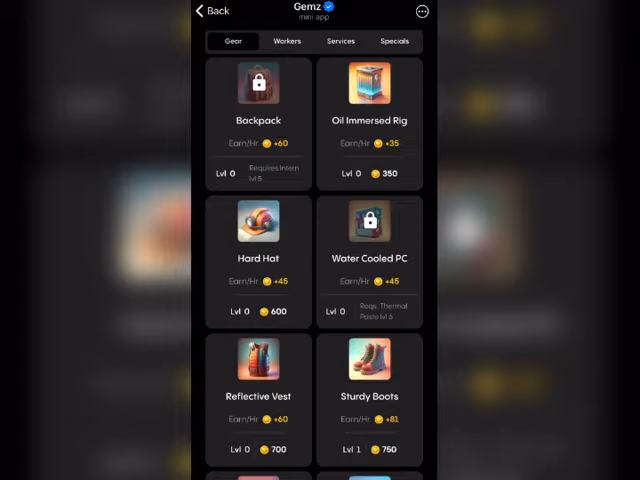 Back
Gemz
mini app
Gear Workers Services Specials
Backpack
Earn/Hr +60
Lvl 0 Requires Intern
lvl 5
Oil Immersed Rig
Earn/Hr +35
Lvl 0 350
Hard Hat
Earn/Hr: +45
Lvl 0 600
Water Cooled PC
Earn/Hr: +45
Lvl 0 Reqs. Thermal
Paste lvl 5
Reflective Vest
Earn/Hr: +60
Lvl 0 700
Sturdy Boots
Earn/Hr: +81
Lvl 1 750